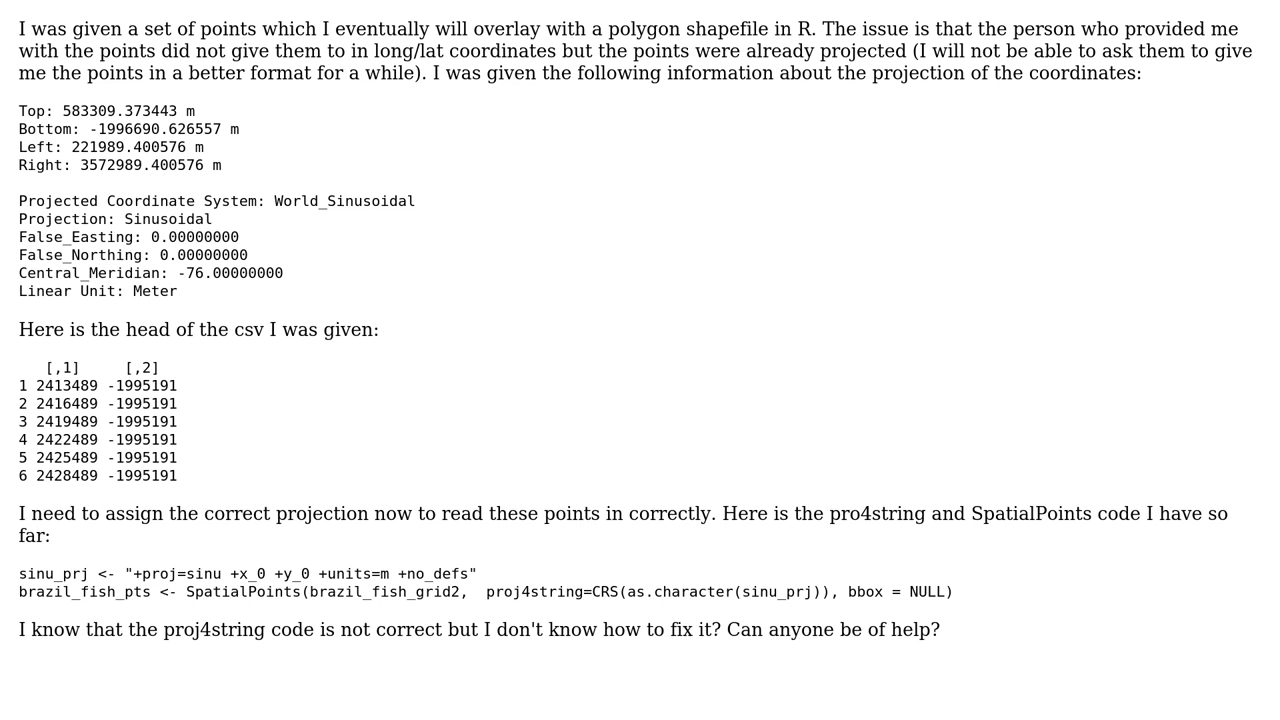 I was given a set of points which I eventually will overlay with a polygon shapefile in R. The issue is that the person who provided me
with the points did not give them to in long/lat coordinates but the points were already projected (I will not be able to ask them to give
me the points in a better format for a while). I was given the following information about the projection of the coordinates:
Top: 583309.373443 m
Bottom: -1996690.626557 m
Left: 221989.400576 m
Right: 3572989.400576 m
Projected Coordinate System: World_Sinusoidal
Projection: Sinusoidal
False_Easting: 0.00000000
False_Northing: 0.00000000
Central_Meridian: -76.00000000
Linear Unit: Meter
Here is the head of the csv I was given:
[,1] [,2]
1 2413489 -1995191
2 2416489 -1995191
3 2419489 -1995191
4 2422489 -1995191
5 2425489 -1995191
6 2428489 -1995191
I need to assign the correct projection now to read these points in correctly. Here is the pro4string and SpatialPoints code I have so
far:
sinu_prj <- "+proj=sinu +x_0 +y_0 +units=m +no_defs"
brazil_fish_pts <- SpatialPoints(brazil_fish_grid2,  proj4string=CRS(as.character(sinu_prj)), bbox = NULL)
I know that the proj4string code is not correct but I don't know how to fix it? Can anyone be of help?